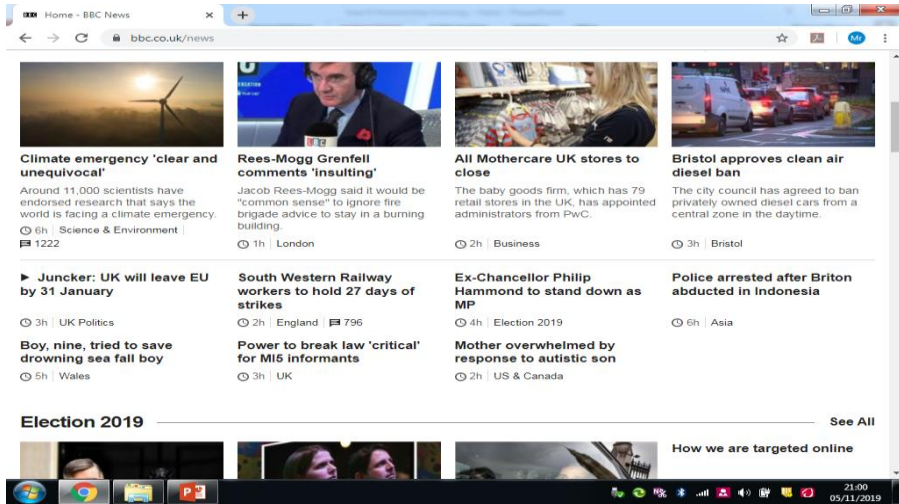 Home - BBC News
bbc.co.uk/news
Mr
LBC
Climate emergency 'clear and
unequivocal'
Around 11,000 scientists have
endorsed research that says the
world is facing a climate emergency.
6h Science & Environment
1222
Rees-Mogg Grenfell
comments 'insulting'
Jacob Rees-Mogg said it would be
"common sense" to ignore fire
brigade advice to stay in a burning
building.
1h London
All Mothercare UK stores to
close
The baby goods firm, which has 79
retail stores in the UK, has appointed
administrators from PwC.
2h Business
Bristol approves clean air
diesel ban
The city council has agreed to ban
privately owned diesel cars from a
central zone in the daytime.
3h Bristol
Juncker: UK will leave EU
by 31 January
3h UK Politics
South Western Railway
workers to hold 27 days of
strikes
2h England 796
Ex-Chancellor Philip
Hammond to stand down as
MP
4h Election 2019
Police arrested after Briton
abducted in Indonesia
6h Asia
Boy, nine, tried to save
drowning sea fall boy
5h Wales
Power to break law 'critical'
for MI5 informants
3h UK
Mother overwhelmed by
response to autistic son
2h US & Canada
Election 2019
See All
How we are targeted online
21:00
05/11/2019